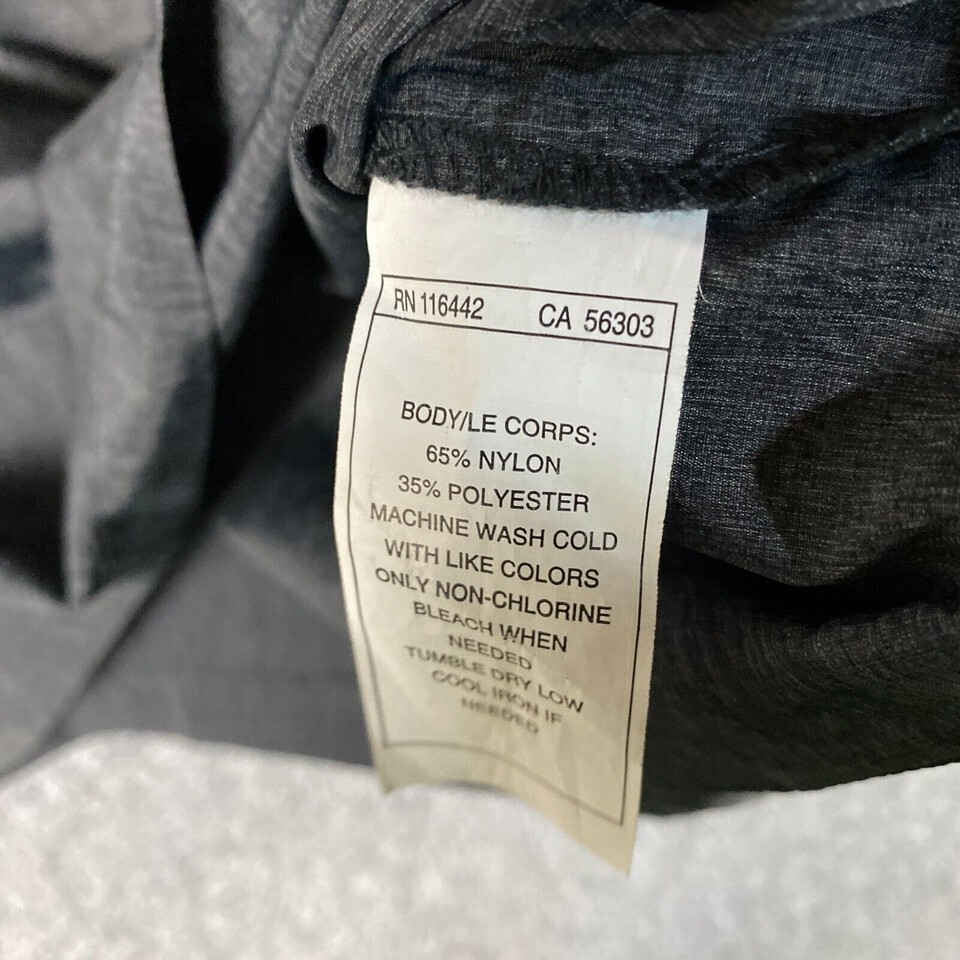 RN 116442 CA 56303
BODY/LE CORPS:
65% NYLON
35% POLYESTER
MACHINE WASH COLD
WITH LIKE COLORS
ONLY NON-CHLORINE
BLEACH WHEN
NEEDED
TUMBLE DRY LOW
COOL IRON IF
NEEDED